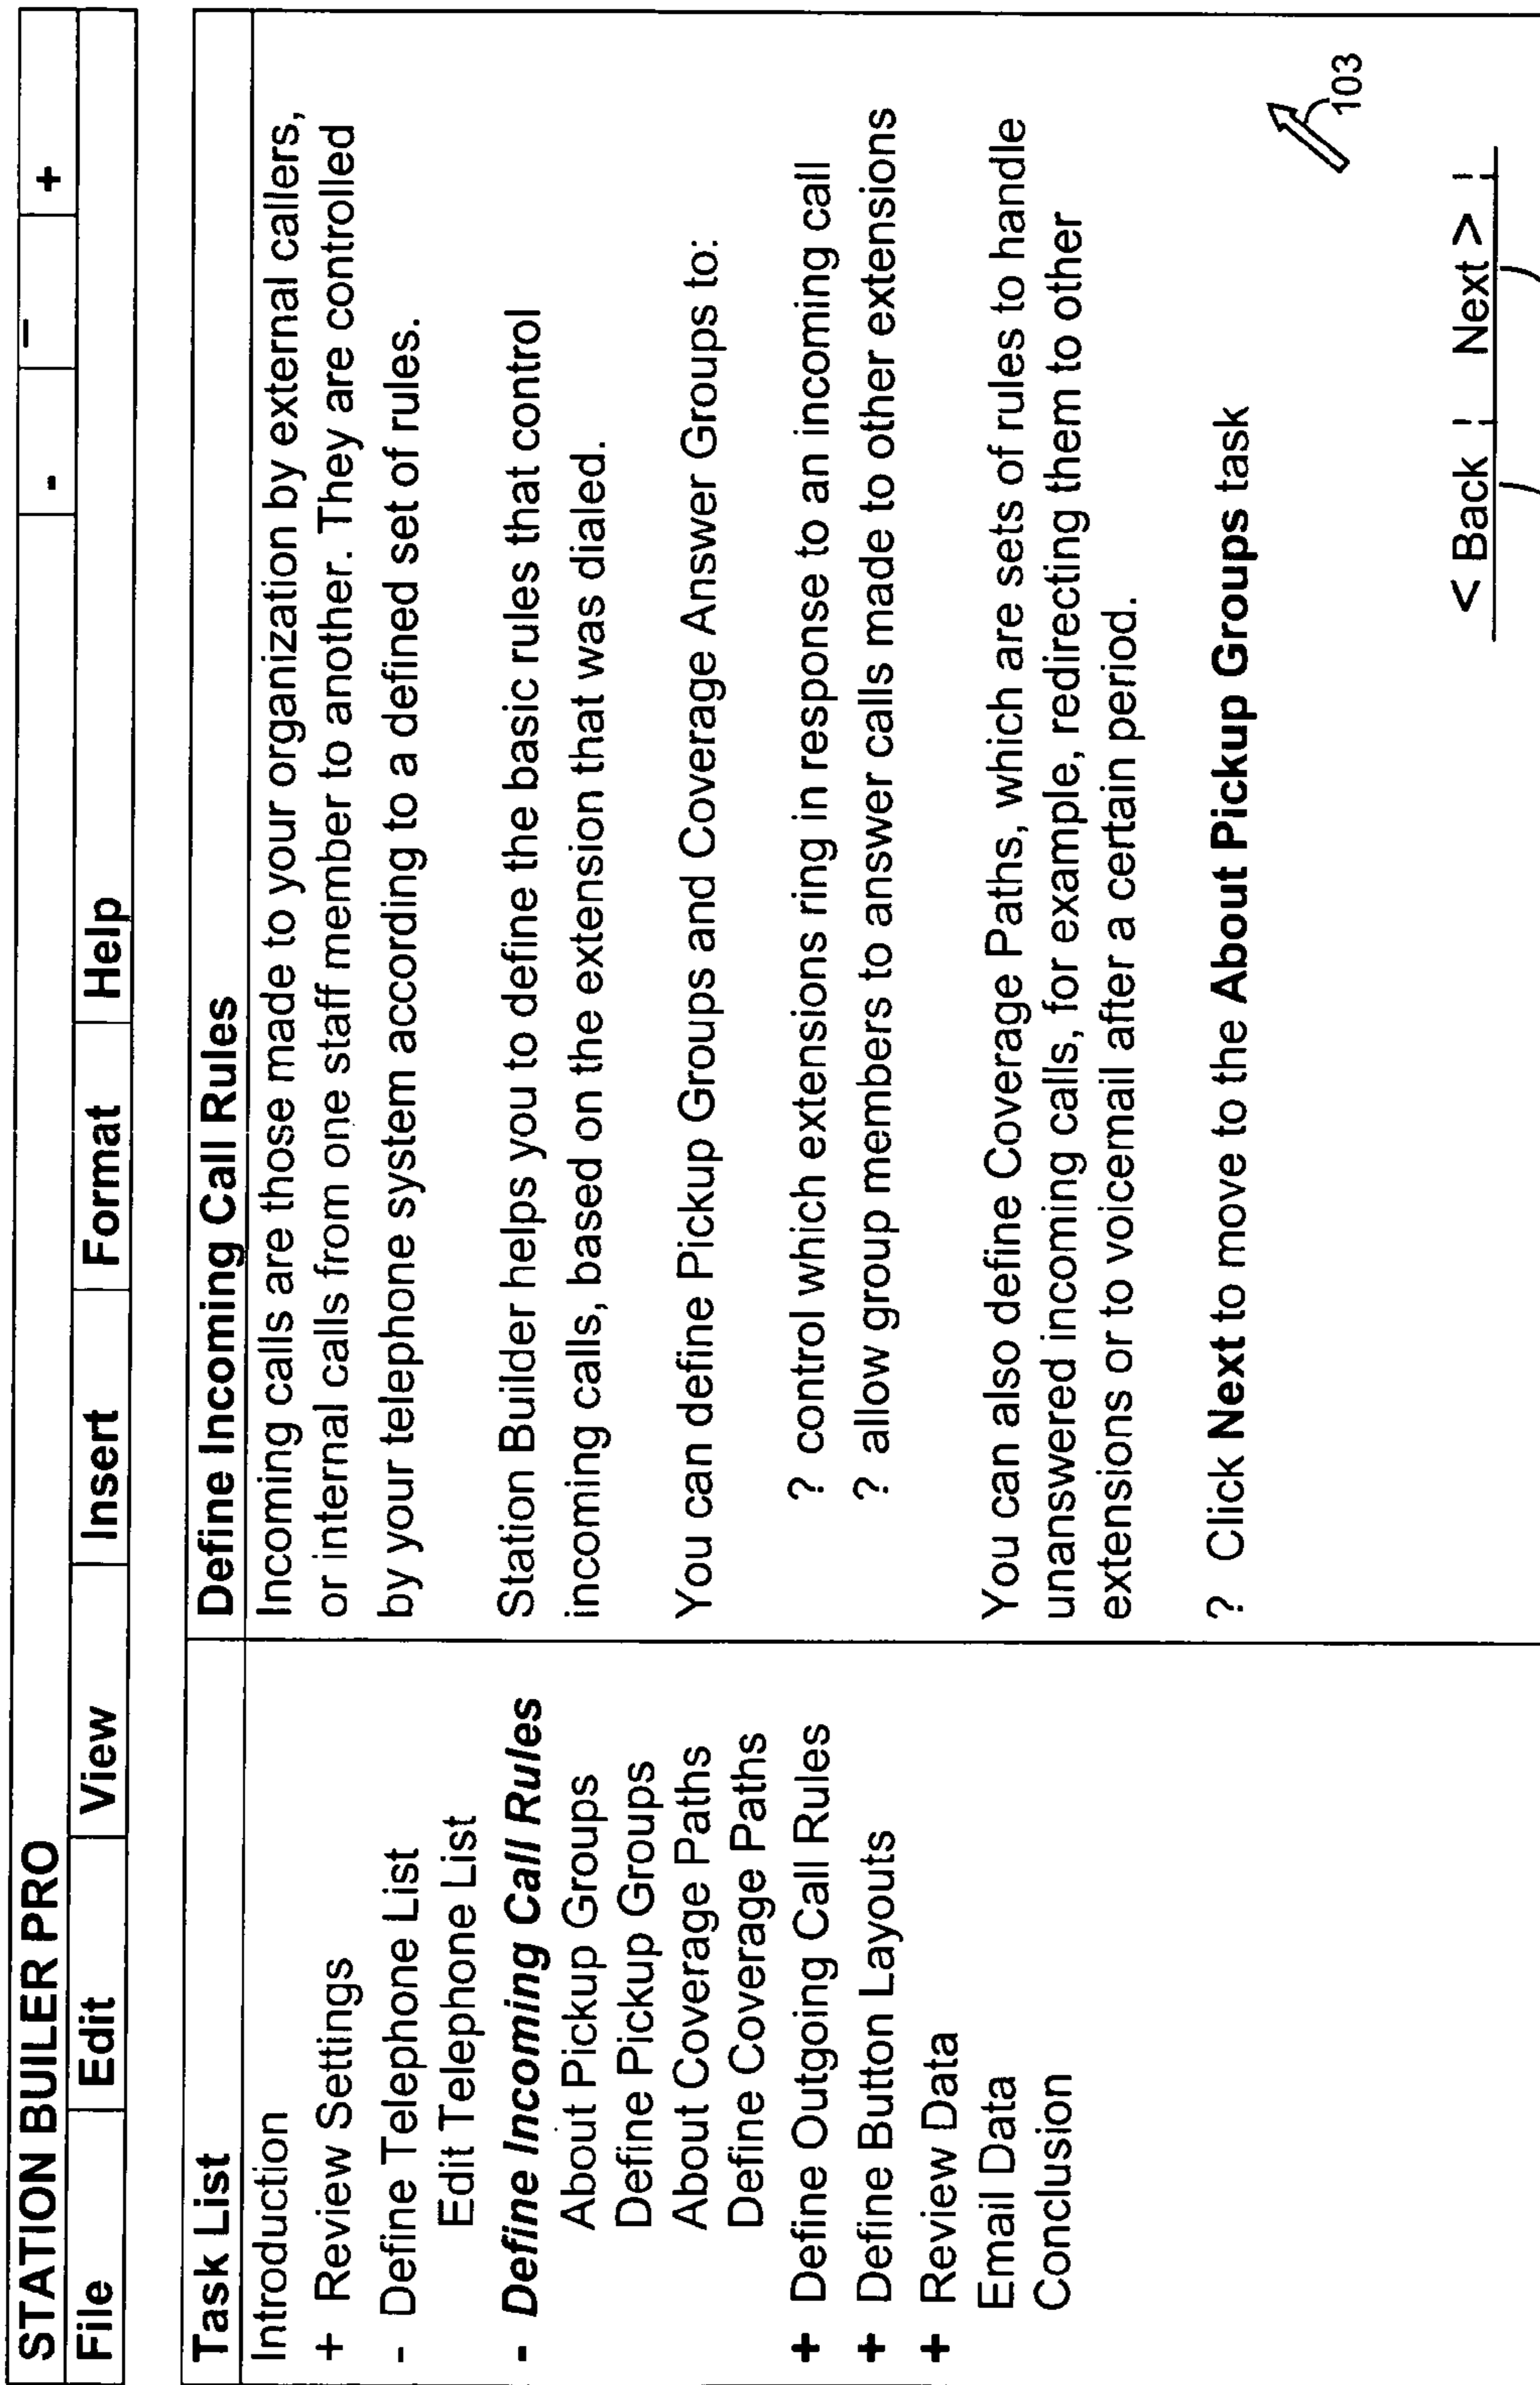 STATION BUILER PRO - _ +
File Edit View Insert Format Help
Task List
Introduction
+ Review Settings
- Define Telephone List
Edit Telephone List
- Define Incoming Call Rules
About Pickup Groups
Define Pickup Groups
About Coverage Paths
Define Coverage Paths
+ Define Outgoing Call Rules
+ Define Button Layouts
+ Review Data
Email Data
Conclusion
Define Incoming Call Rules
Incoming calls are those made to your organization by external callers,
or internal calls from one staff member to another. They are controlled
by your telephone system according to a defined set of rules.
Station Builder helps you to define the basic rules that control
incoming calls, based on the extension that was dialed.
You can define Pickup Groups and Coverage Answer Groups to:
? control which extensions ring in response to an incoming call
? allow group members to answer calls made to other extensions
You can also define Coverage Paths, which are sets of rules to handle
unanswered incoming calls, for example, redirecting them to other
extensions or to voicemail after a certain period.
? Click Next to move to the About Pickup Groups task
103
< Back ¦ Next > ¦